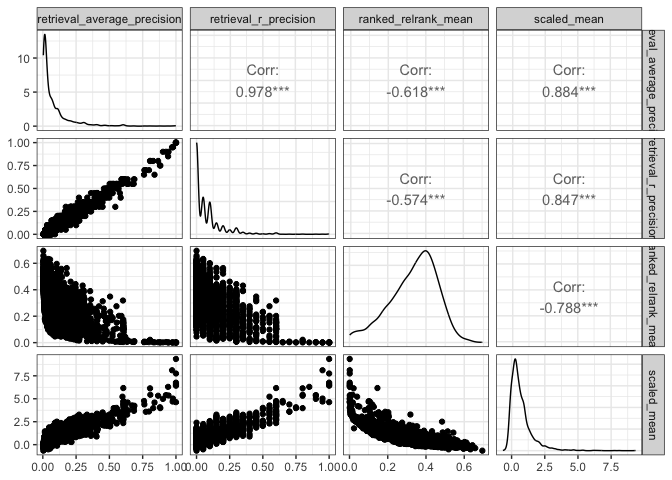 retrieval_average_precision
retrieval_r_precision
ranked_relrank_mean
scaled_mean
10
5
0
Corr:
0.978***
Corr:
-0.618***
Corr:
0.884***
eval_average_preci
1.00
0.75
0.50
0.25
0.00
Corr:
-0.574***
Corr:
0.847***
retrieval_r_precision
0.6
0.4
0.2
0.0
Corr:
-0.788***
anked_relrank_mea
7.5
5.0
2.5
0.0
scaled_mean
0.00 0.25 0.50 0.75 1.00
0.00 0.25 0.50 0.75 1.00
0.0 0.2 0.4 0.6
0.0 2.5 5.0 7.5